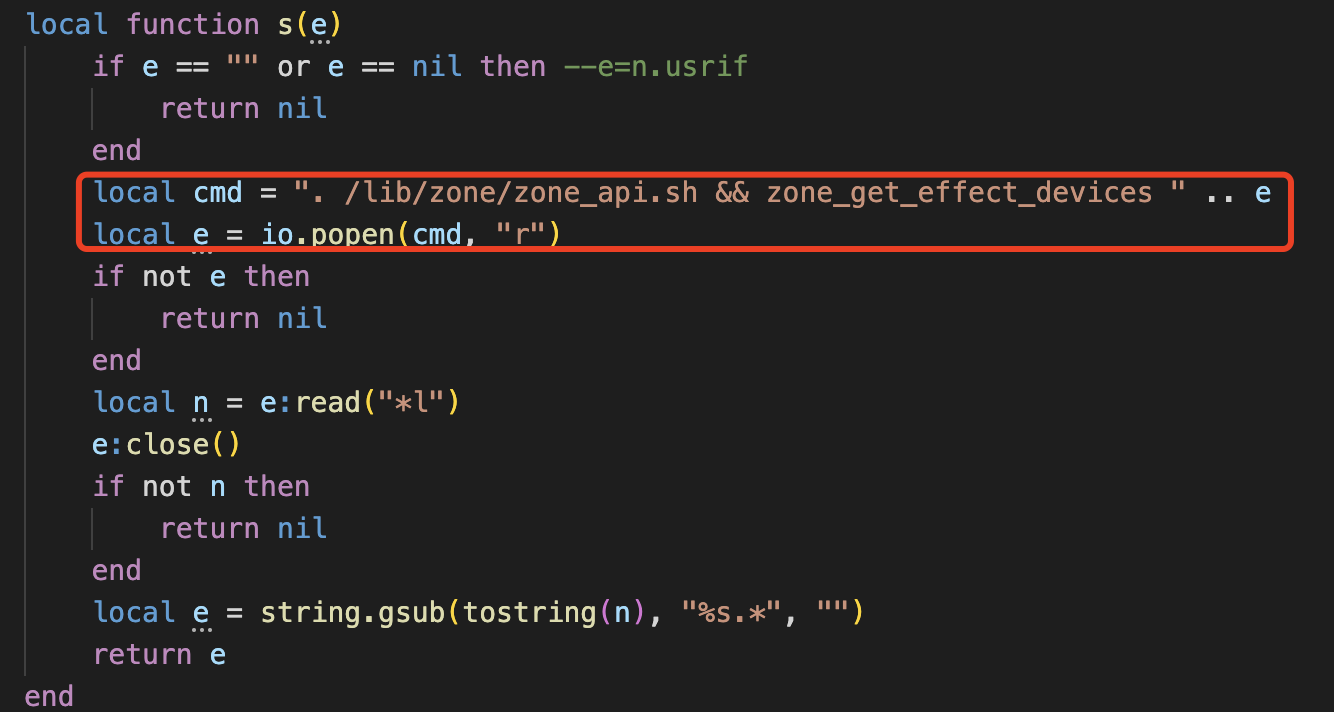 local function s(e)
    if e == "" or e == nil then --e=n.usrif
        return nil
    end
    local cmd = ". /lib/zone/zone_api.sh && zone_get_effect_devices " .. e
    local e = io.popen(cmd, "r")
    if not e then
        return nil
    end
    local n = e:read("*l")
    e:close()
    if not n then
        return nil
    end
    local e = string.gsub(tostring(n), "%s.*", "")
    return e
end